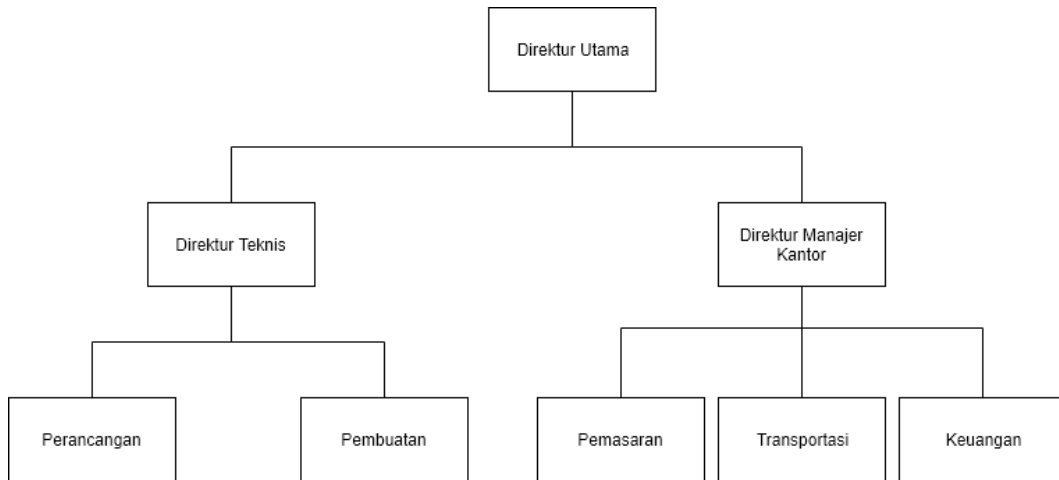 Direktur Utama
Direktur Teknis
Direktur Manajer
Kantor
Perancangan
Pembuatan
Pemasaran
Transportasi
Keuangan